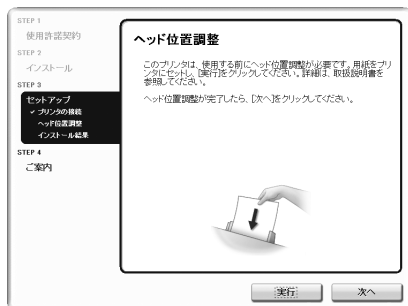 STEP 1
使用許諾契約
STEP 2
インストール
STEP 3
セットアップ
✓ プリンタの接続
ヘッド位置調整
インストール結果
STEP 4
ご案内
ヘッド位置調整
このプリンタは、使用する前にヘッド位置調整が必要です。用紙をプリ
ンタにセットし、[実行]をクリックしてください。詳細は、取扱説明書を
参照してください。
ヘッド位置調整が完了したら、[次へ]をクリックしてください。
実行
次へ